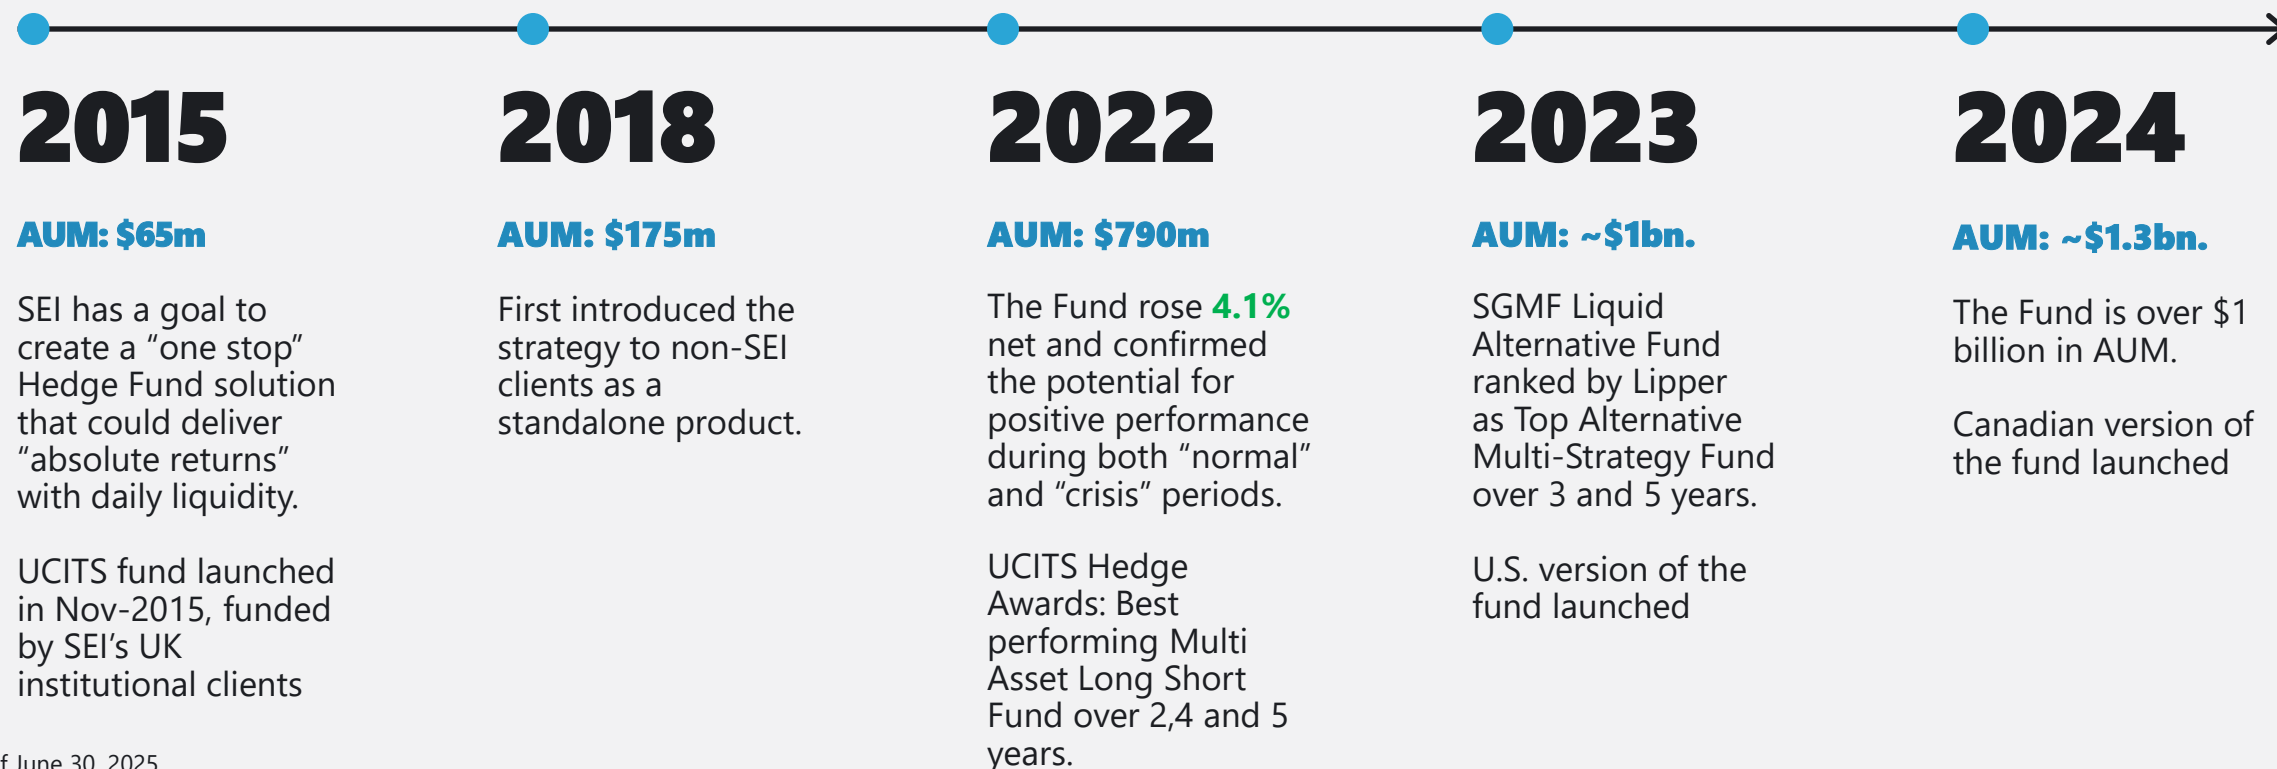 2015
AUM: $65m
SEI has a goal to
create a “one stop”
Hedge Fund solution
that could deliver
“absolute returns”
with daily liquidity.
UCITS fund launched
in Nov-2015, funded
by SEI’s UK
institutional clients
2018
AUM: $175m
First introduced the
strategy to non-SEI
clients as a
standalone product.
2022
AUM: $790m
The Fund rose 4.1%
net and confirmed
the potential for
positive performance
during both “normal”
and “crisis” periods.
UCITS Hedge
Awards: Best
performing Multi
Asset Long Short
Fund over 2,4 and 5
years.
2023
AUM: ~$1bn.
SGMF Liquid
Alternative Fund
ranked by Lipper
as Top Alternative
Multi-Strategy Fund
over 3 and 5 years.
U.S. version of the
fund launched
2024
AUM: ~$1.3bn.
The Fund is over $1
billion in AUM.
Canadian version of
the fund launched
f June 30, 2025